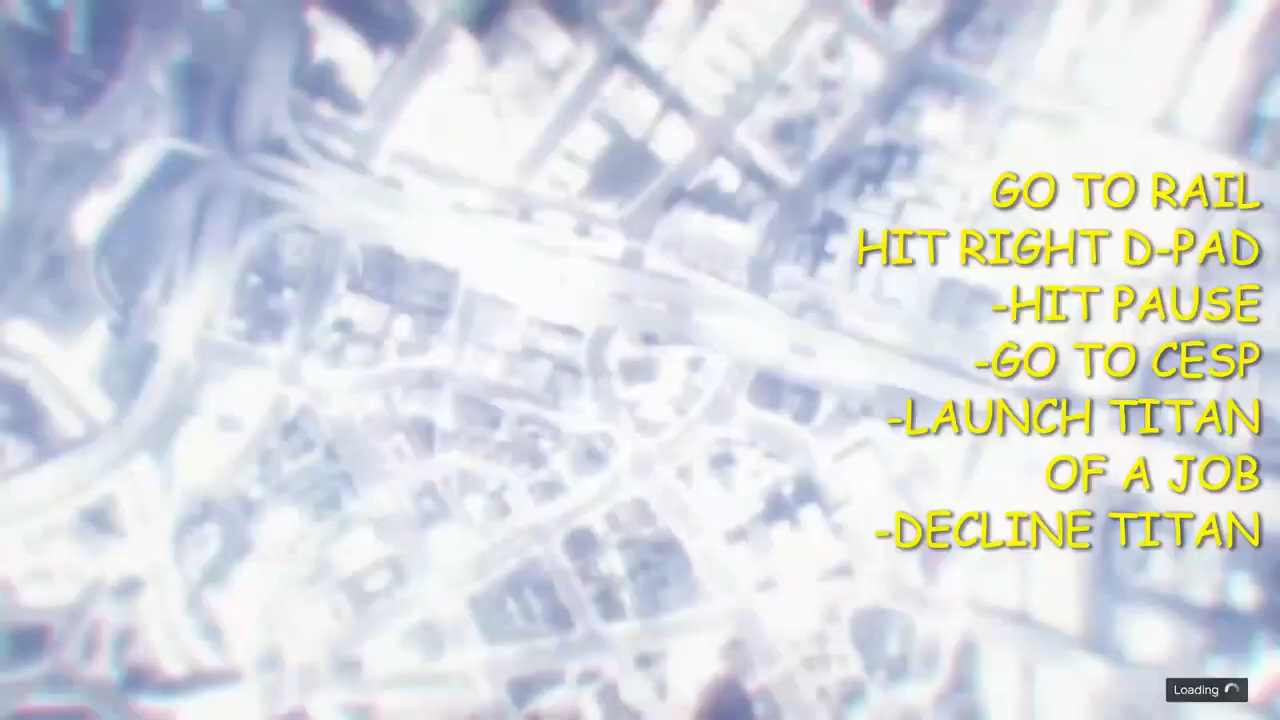 GO TO RAIL
HIT RIGHT D-PAD
-HIT PAUSE
-GO TO CESP
-LAUNCH TITAN
OF A JOB
-DECLINE TITAN
Loading